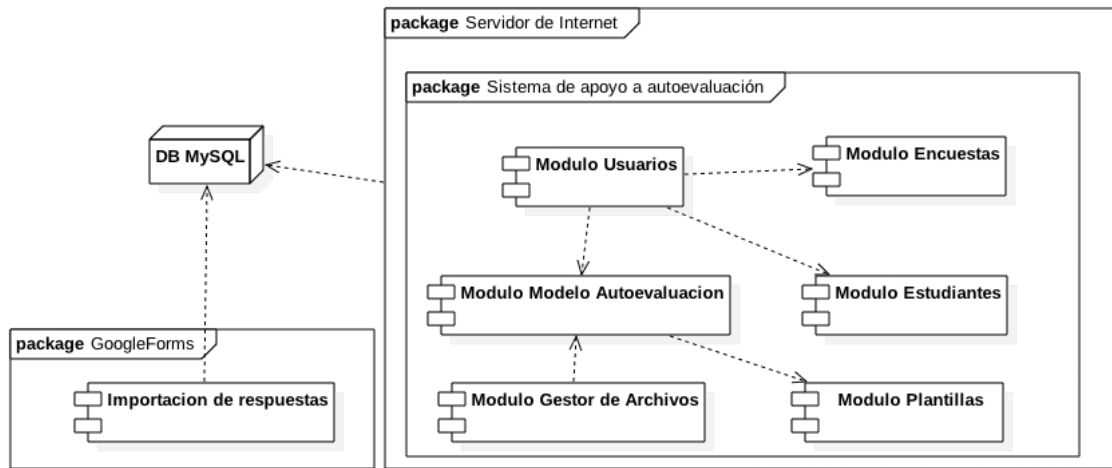 package Servidor de Internet
package Sistema de apoyo a autoevaluación
DB MySQL
Modulo Usuarios
Modulo Encuestas
Modulo Modelo Autoevaluacion
Modulo Estudiantes
package GoogleForms
Importacion de respuestas
Modulo Gestor de Archivos
Modulo Plantillas